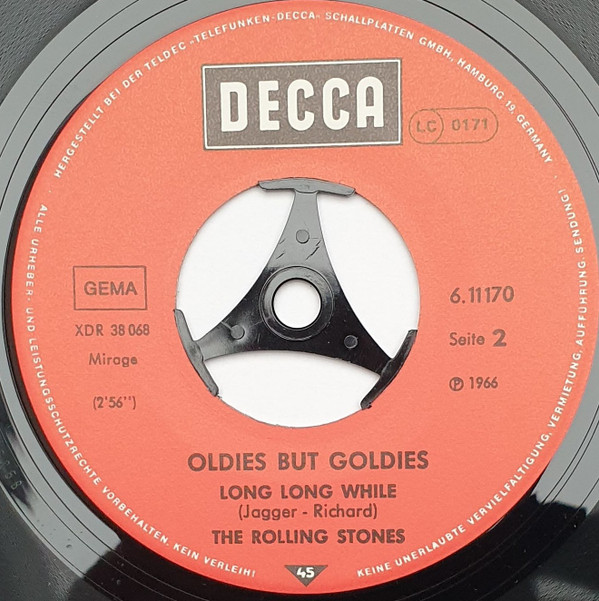 HERGESTELLT BEI DER TELDEC »TELEFUNKEN-DECCA« SCHALLPLATTEN GMBH., HAMBURG 19, GERMANY ·
DECCA
LC 0171
GEMA
XDR 38 068
Mirage
(2'56'')
6.11170
Seite 2
℗ 1966
OLDIES BUT GOLDIES
LONG LONG WHILE
(Jagger - Richard)
THE ROLLING STONES
45
· ALLE URHEBER- UND LEISTUNGSSCHUTZRECHTE VORBEHALTEN. KEIN VERLEIH!
KEINE UNERLAUBTE VERVIELFÄLTIGUNG, VERMIETUNG, AUFFÜHRUNG, SENDUNG!